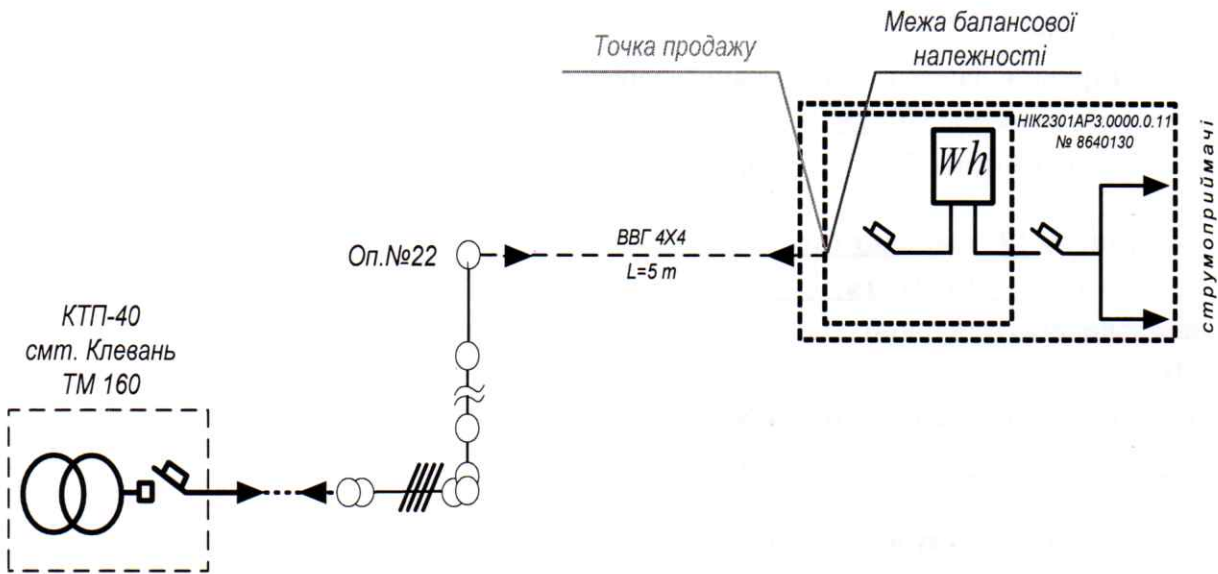 Точка продажу
Межа балансової
належності
НІК2301АР3.0000.0.11
№ 8640130
Wh
струмоприймачі
Оп.№22
ВВГ 4Х4
L=5 m
КТП-40
смт. Клевань
ТМ 160